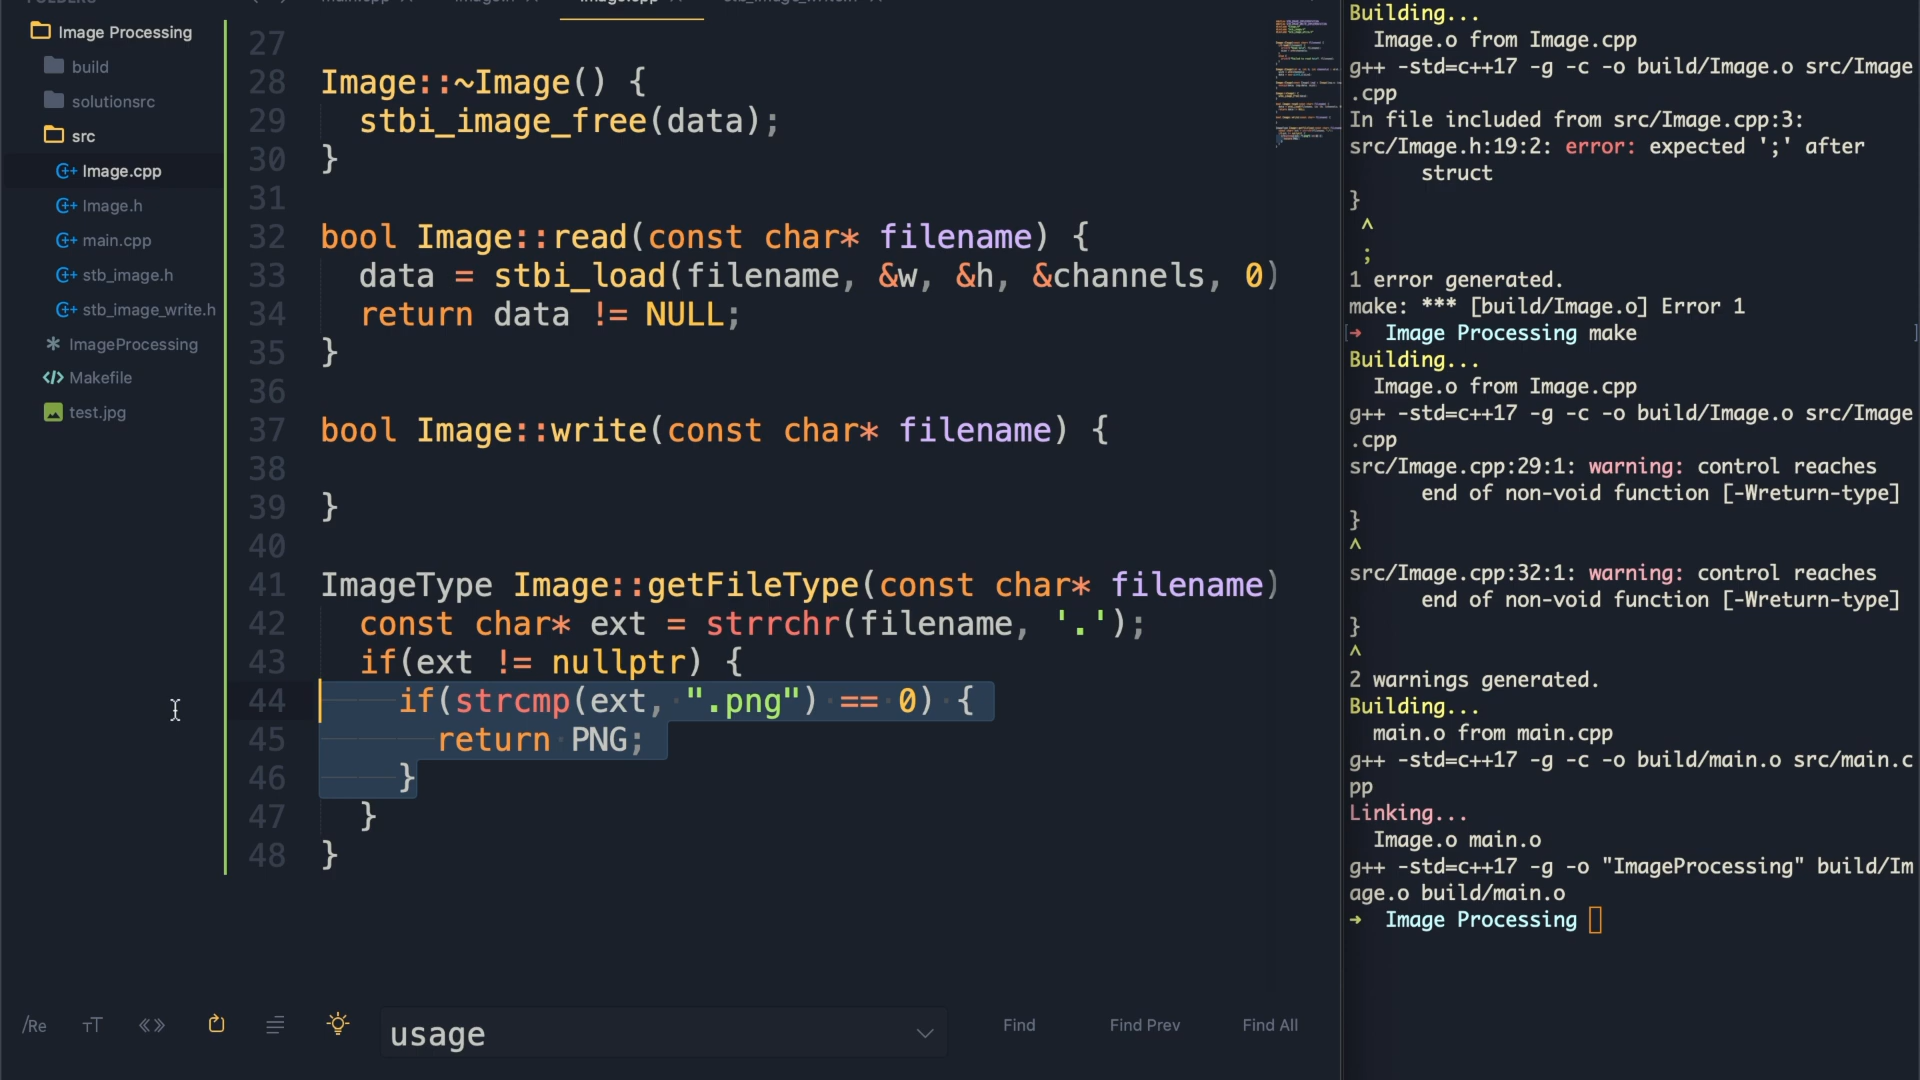 Image Processing
build
solutionsrc
src
Image.cpp
Image.h
main.cpp
stb_image.h
stb_image_write.h
ImageProcessing
Makefile
test.jpg
27
28 Image::~Image() {
29 stbi_image_free(data);
30 }
31
32 bool Image::read(const char* filename) {
33 data = stbi_load(filename, &w, &h, &channels, 0)
34 return data != NULL;
35 }
36
37 bool Image::write(const char* filename) {
38
39 }
40
41 ImageType Image::getFileType(const char* filename)
42 const char* ext = strrchr(filename, '.');
43 if(ext != nullptr) {
44 if(strcmp(ext, ".png") == 0) {
45 return PNG;
46 }
47 }
48 }
/Re
usage
Find
Find Prev
Find All
Building...
Image.o from Image.cpp
g++ -std=c++17 -g -c -o build/Image.o src/Image
.cpp
In file included from src/Image.cpp:3:
src/Image.h:19:2: error: expected ';' after
struct
}
^
;
1 error generated.
make: *** [build/Image.o] Error 1
➜ Image Processing make
Building...
Image.o from Image.cpp
g++ -std=c++17 -g -c -o build/Image.o src/Image
.cpp
src/Image.cpp:29:1: warning: control reaches
end of non-void function [-Wreturn-type]
}
^
src/Image.cpp:32:1: warning: control reaches
end of non-void function [-Wreturn-type]
}
^
2 warnings generated.
Building...
main.o from main.cpp
g++ -std=c++17 -g -c -o build/main.o src/main.c
pp
Linking...
Image.o main.o
g++ -std=c++17 -g -o "ImageProcessing" build/Im
age.o build/main.o
➜ Image Processing